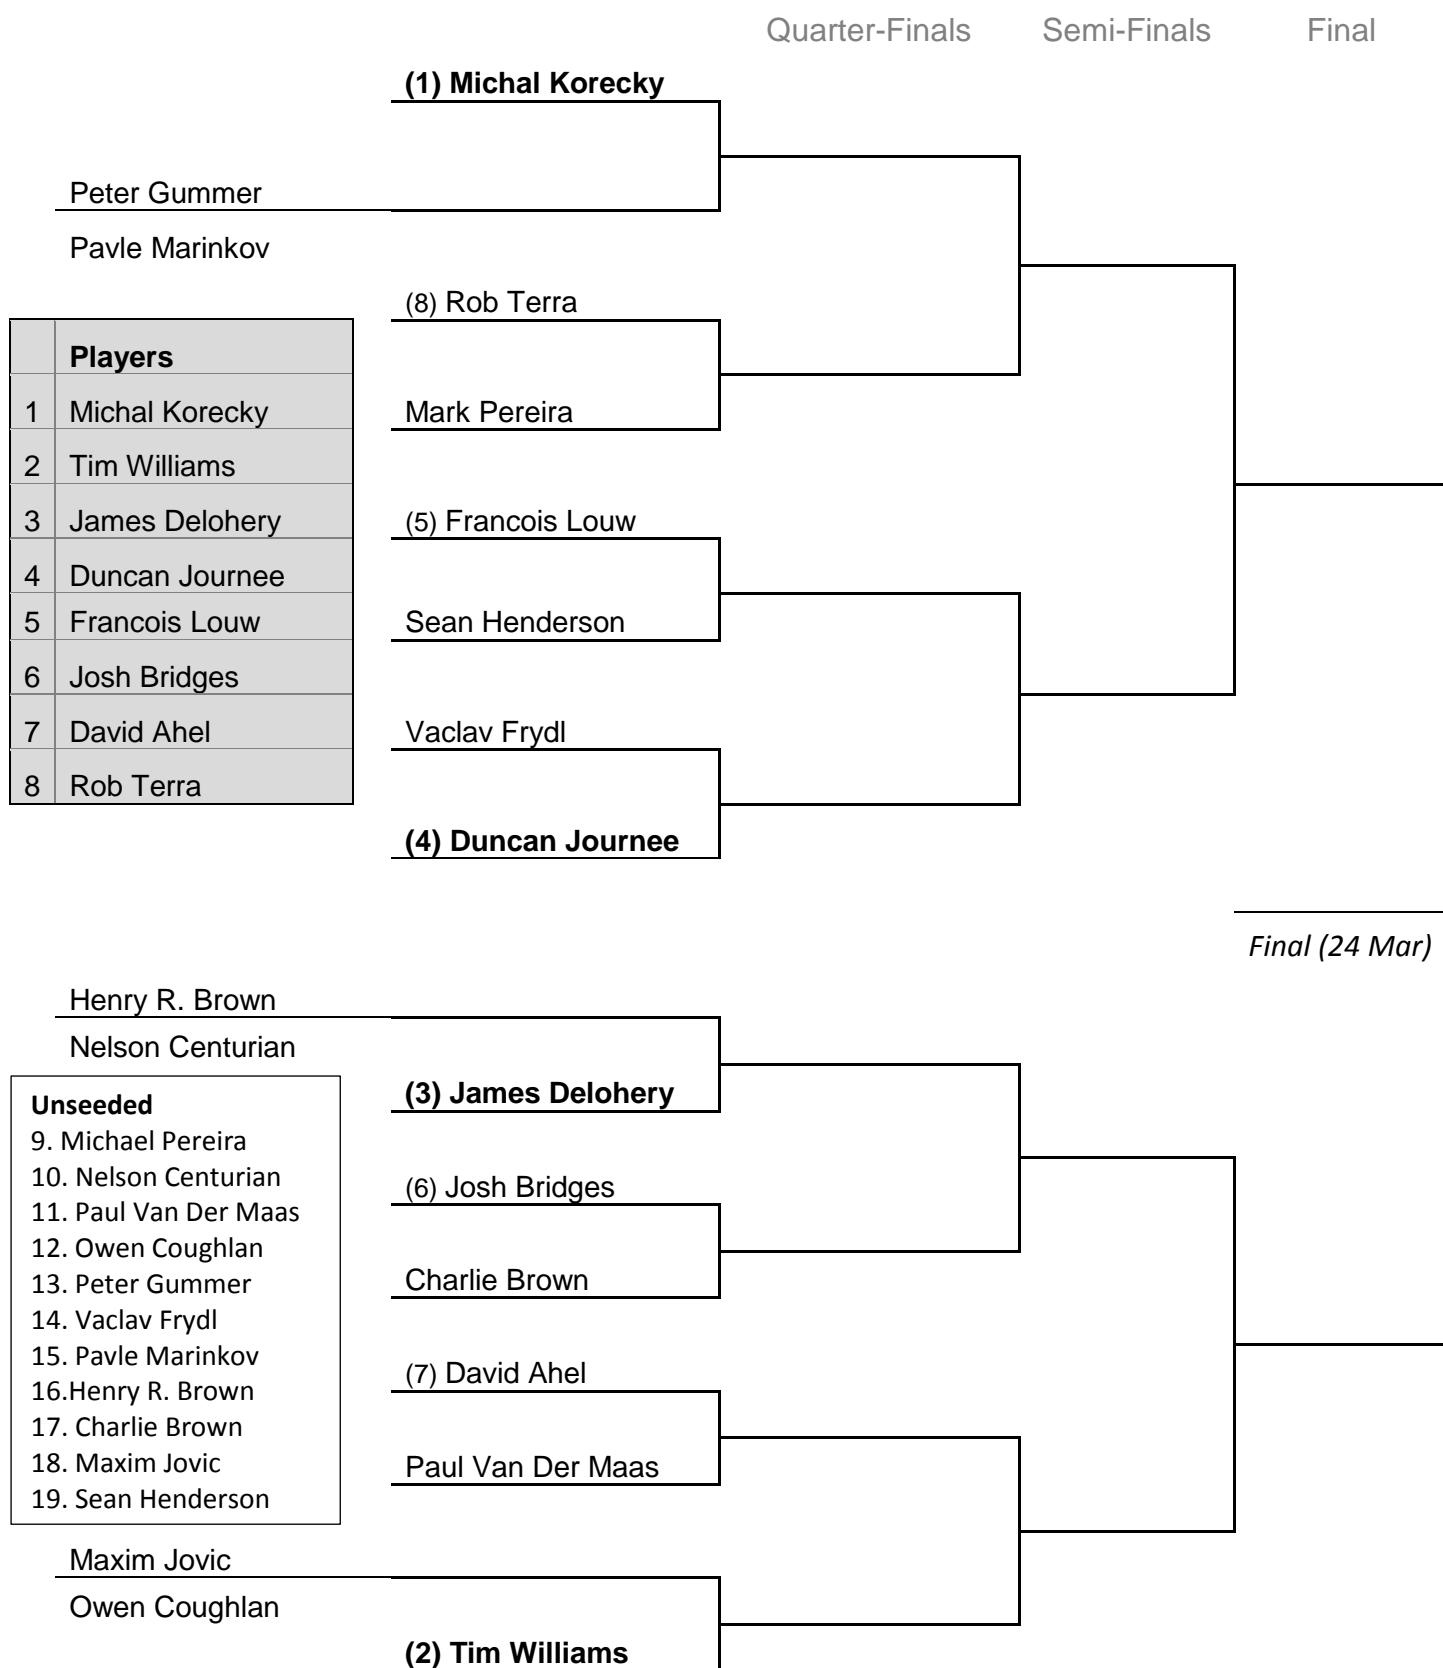 Quarter-Finals Semi-Finals Final
(1) Michal Korecky
Peter Gummer
Pavle Marinkov
(8) Rob Terra
Players
1 Michal Korecky
Mark Pereira
2 Tim Williams
3 James Delohery
(5) Francois Louw
4 Duncan Journee
5 Francois Louw
Sean Henderson
6 Josh Bridges
7 David Ahel
Vaclav Frydl
8 Rob Terra
(4) Duncan Journee
Final (24 Mar)
Henry R. Brown
Nelson Centurian
(3) James Delohery
Unseeded
9. Michael Pereira
10. Nelson Centurian
11. Paul Van Der Maas
12. Owen Coughlan
13. Peter Gummer
14. Vaclav Frydl
15. Pavle Marinkov
16.Henry R. Brown
17. Charlie Brown
18. Maxim Jovic
19. Sean Henderson
(6) Josh Bridges
Charlie Brown
(7) David Ahel
Paul Van Der Maas
Maxim Jovic
Owen Coughlan
(2) Tim Williams